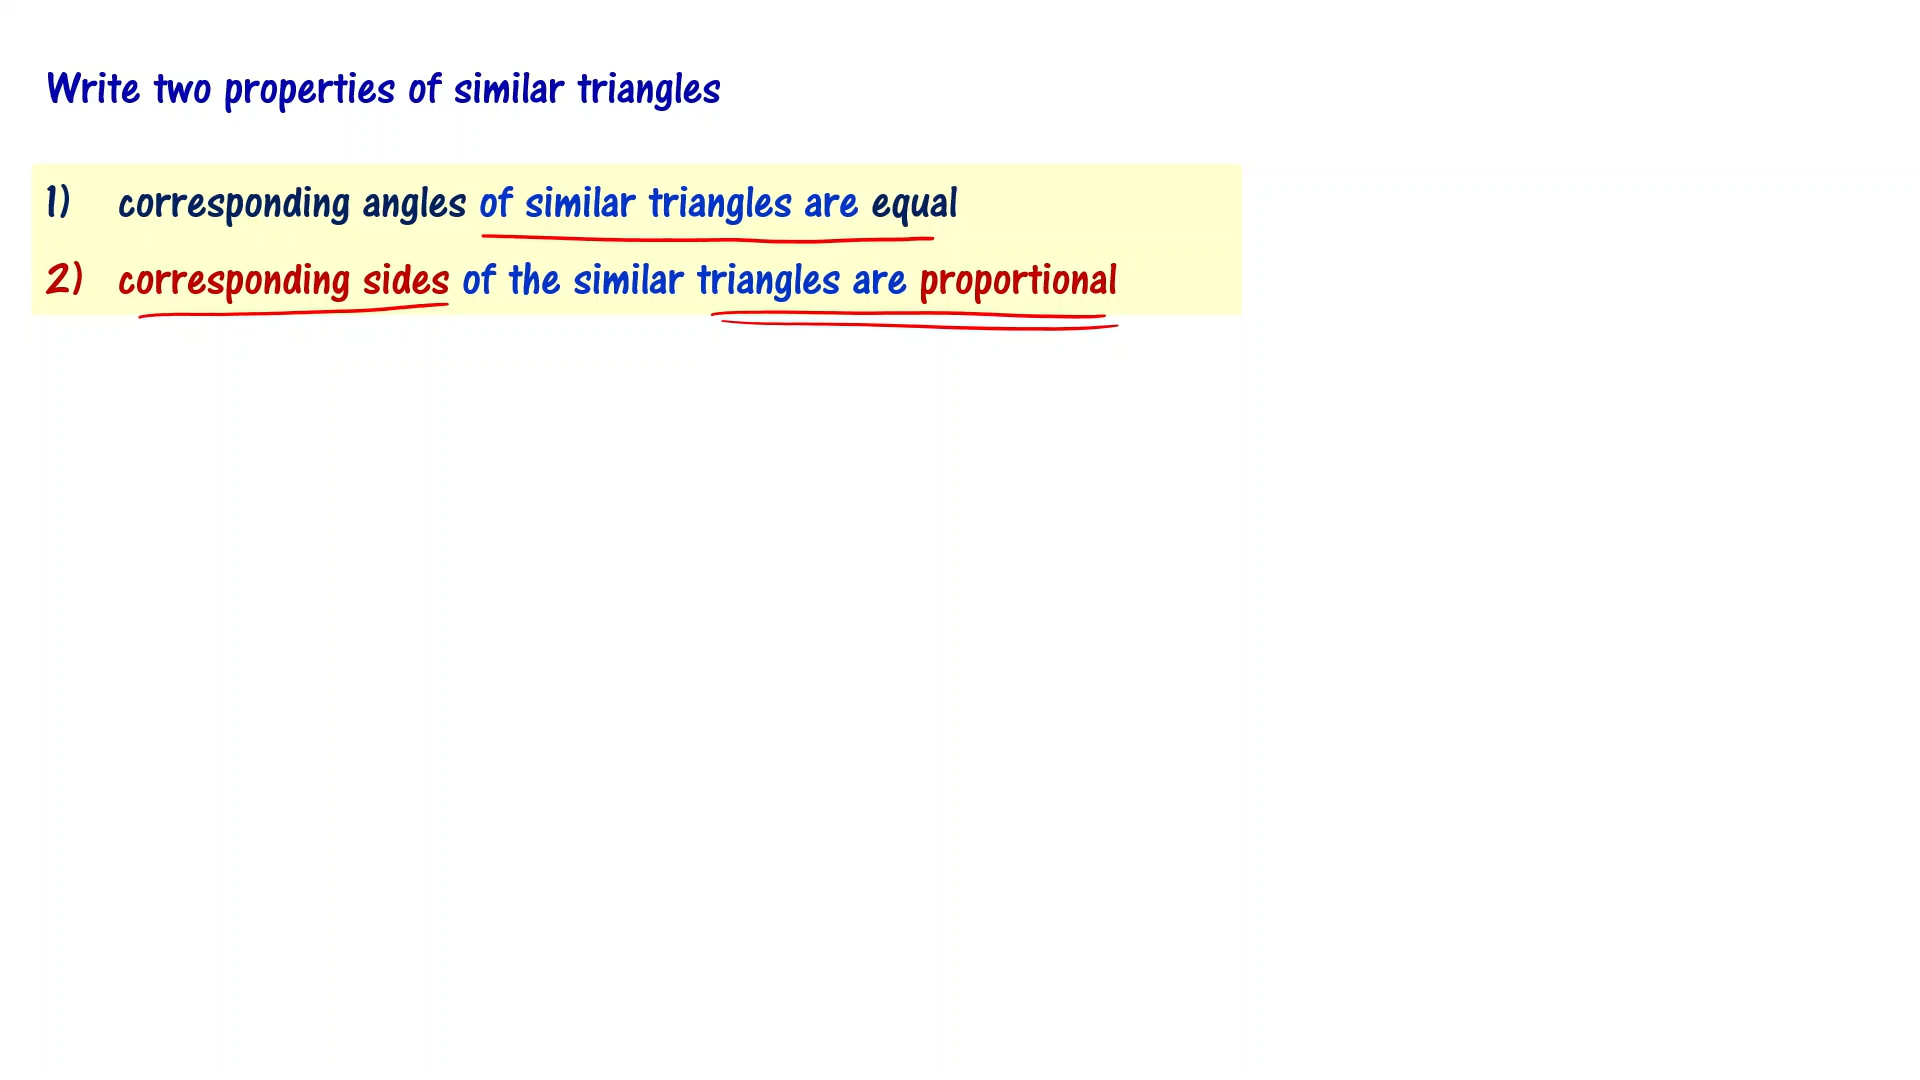 Write two properties of similar triangles
1) corresponding angles of similar triangles are equal
2) corresponding sides of the similar triangles are proportional